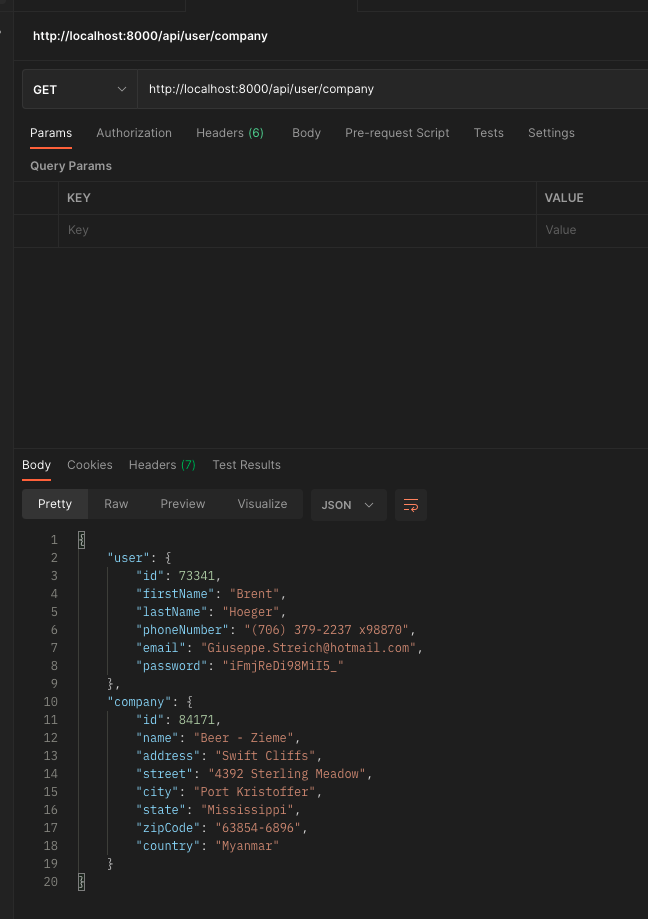 http://localhost:8000/api/user/company
GET http://localhost:8000/api/user/company
Params Authorization Headers (6) Body Pre-request Script Tests Settings
Query Params
KEY VALUE
Key Value
Body Cookies Headers (7) Test Results
Pretty Raw Preview Visualize JSON
1 {
2 "user": {
3 "id": 73341,
4 "firstName": "Brent",
5 "lastName": "Hoeger",
6 "phoneNumber": "(706) 379-2237 x98870",
7 "email": "Giuseppe.Streich@hotmail.com",
8 "password": "iFmjReDi98MiI5_"
9 },
10 "company": {
11 "id": 84171,
12 "name": "Beer - Zieme",
13 "address": "Swift Cliffs",
14 "street": "4392 Sterling Meadow",
15 "city": "Port Kristoffer",
16 "state": "Mississippi",
17 "zipCode": "63854-6896",
18 "country": "Myanmar"
19 }
20 }